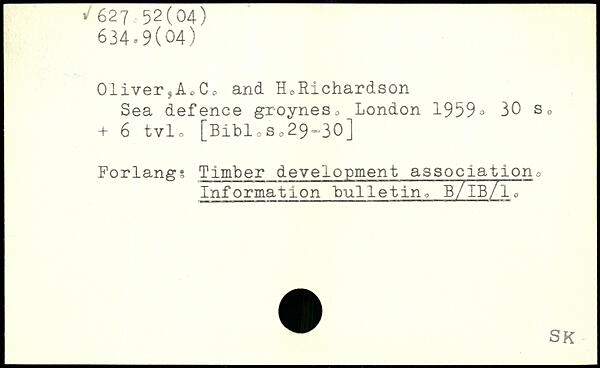 ✓627.52(04)
634.9(04)
Oliver,A.C. and H.Richardson
Sea defence groynes. London 1959. 30 s.
+ 6 tvl. [Bibl.s.29-30]
Forlang: Timber development association.
Information bulletin. B/IB/1.
SK